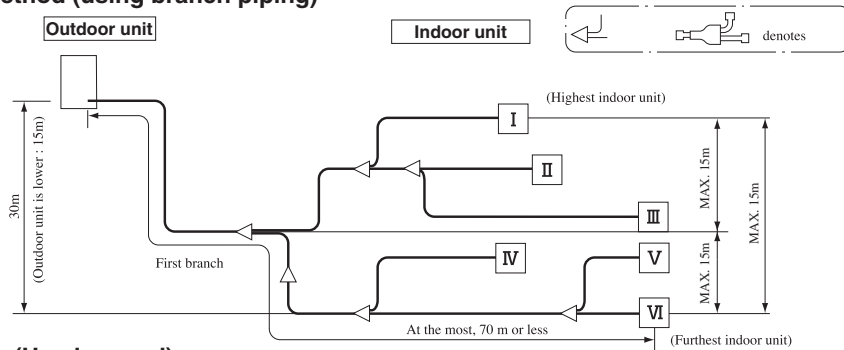 ethod (using branch piping)
Outdoor unit
Indoor unit
denotes
(Highest indoor unit)
I
II
III
IV
V
VI
30m
(Outdoor unit is lower : 15m)
MAX. 15m
MAX. 15m
MAX. 15m
First branch
At the most, 70 m or less
(Furthest indoor unit)